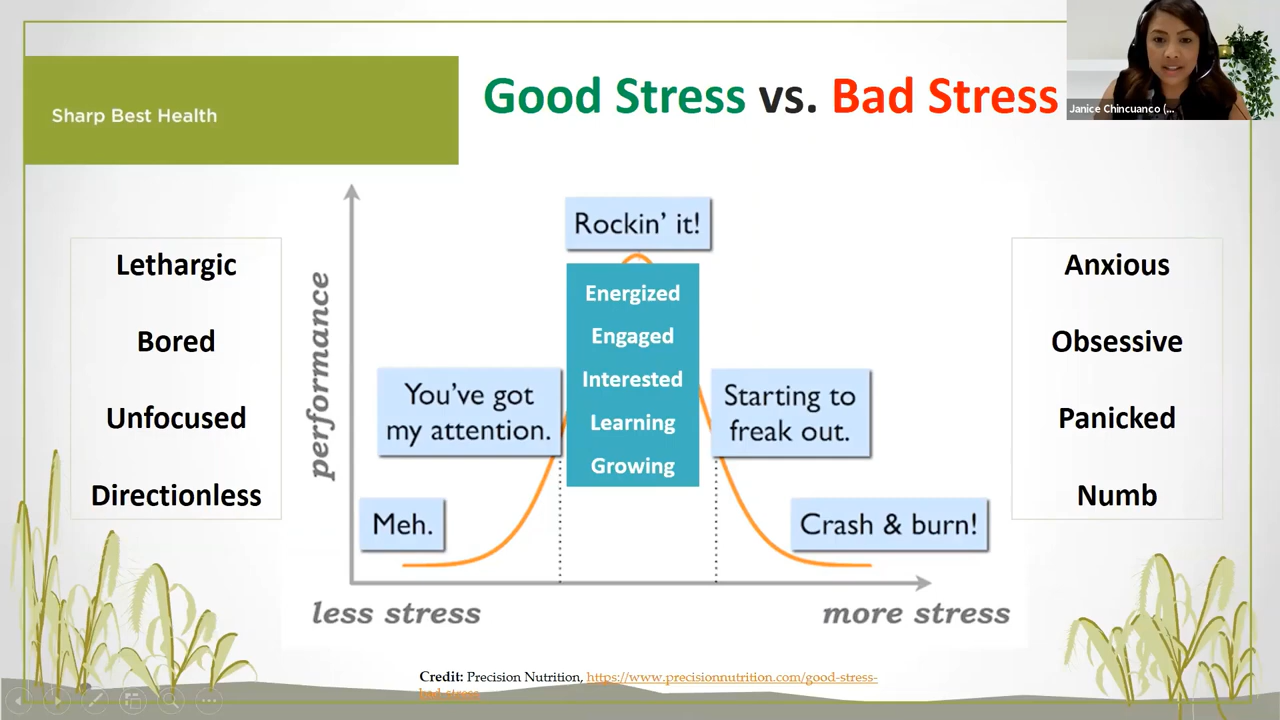 Sharp Best Health
Good Stress vs. Bad Stress
Janice Chincuanco (...
Lethargic
Bored
Unfocused
Directionless
performance
Rockin’ it!
Energized
Engaged
Interested
Learning
Growing
You’ve got
my attention.
Starting to
freak out.
Meh.
Crash & burn!
less stress
more stress
Anxious
Obsessive
Panicked
Numb
Credit: Precision Nutrition, https://www.precisionnutrition.com/good-stress-
bad-stress